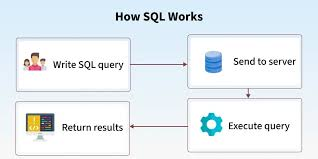 How SQL Works
Write SQL query
Send to server
Return results
Execute query